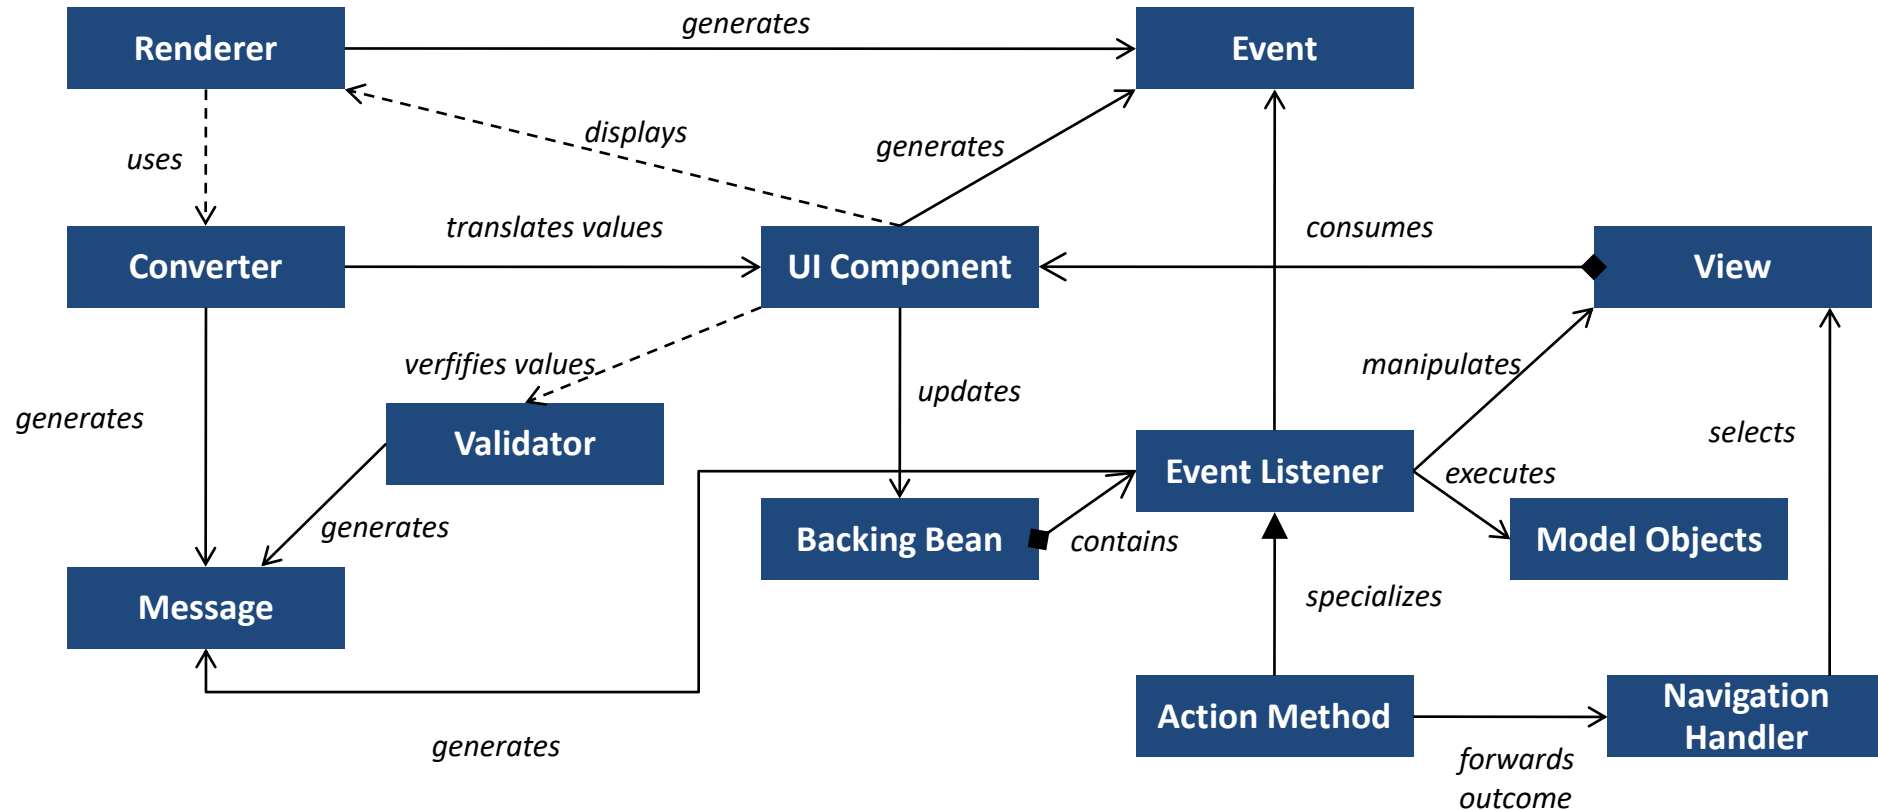 generates
Renderer
Event
displays
generates
uses
translates values
consumes
Converter
UI Component
View
verfifies values
manipulates
updates
generates
Validator
selects
Event Listener
executes
generates
Backing Bean
contains
Model Objects
Message
specializes
Action Method
Navigation
Handler
generates
forwards
outcome